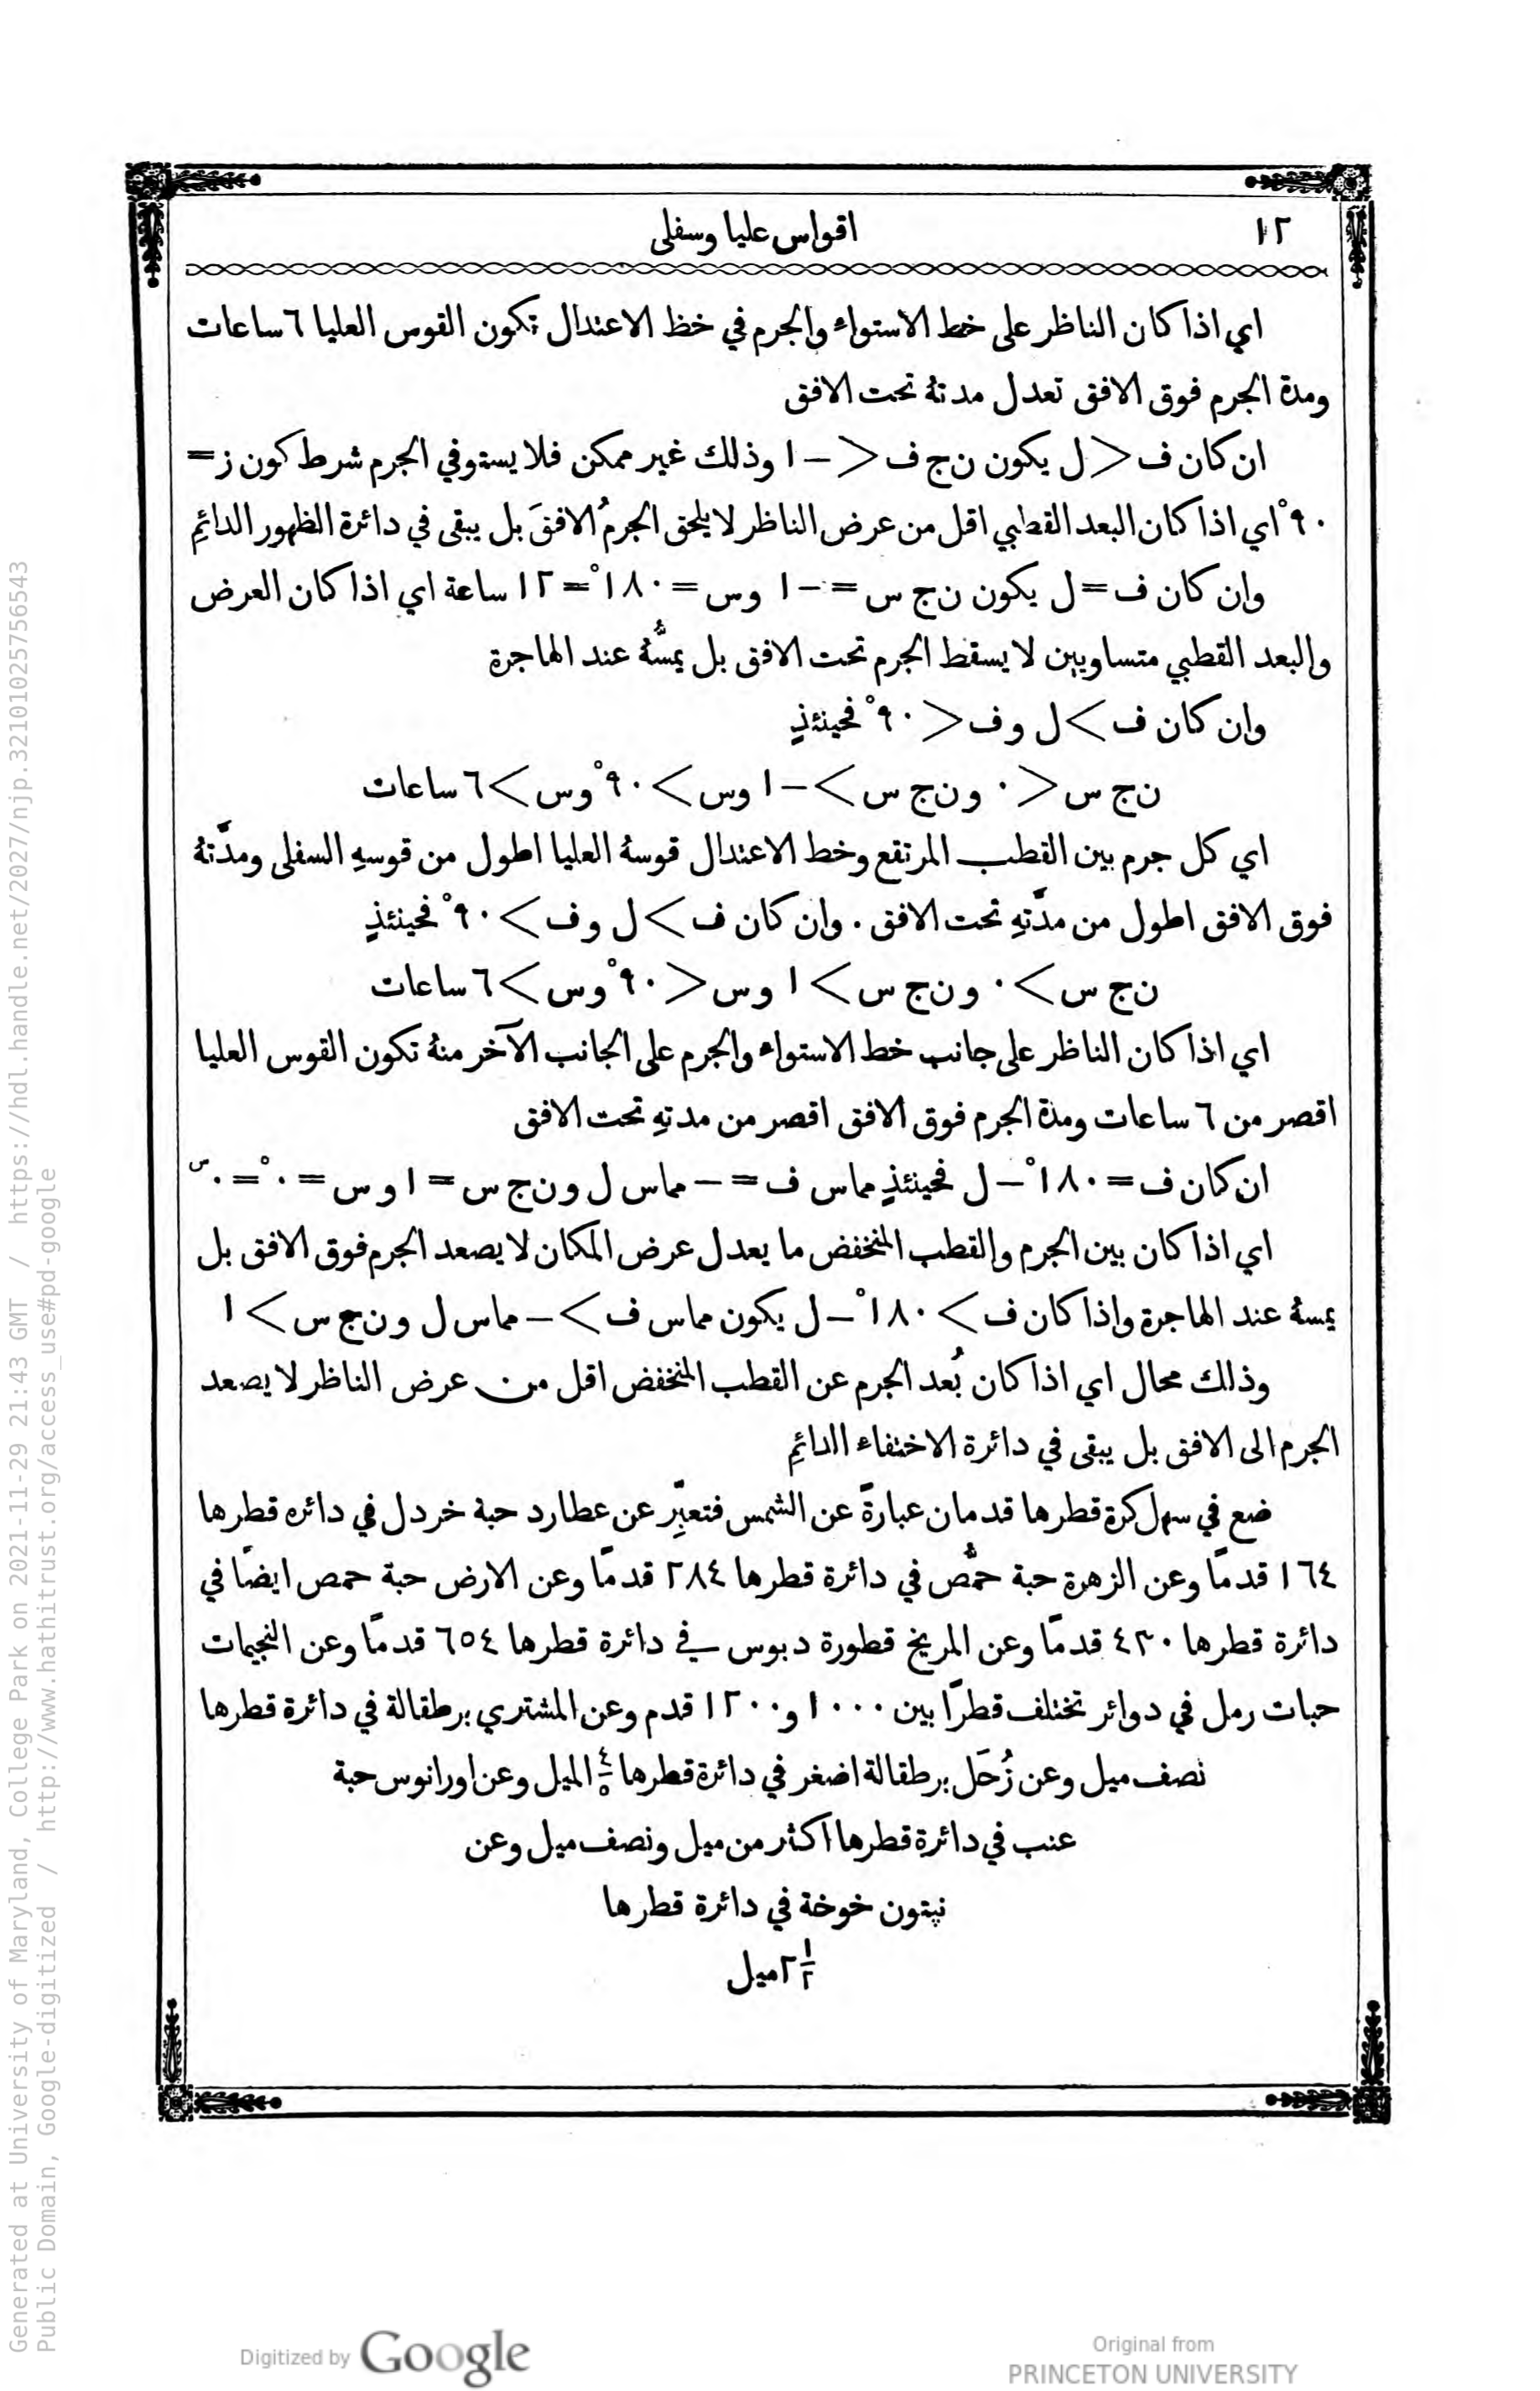 ١٢
اقواس عليا وسفلى
اي اذا كان الناظر على خط الاستواء والجرم في خط الاعتدال تكون القوس العليا ٦ ساعات
ومدة الجرم فوق الافق تعدل مدتهُ تحت الافق
ان كان ف < ل يكون ن ج ف < – ١ وذلك غير ممكن فلا يستوفي الجرم شرط كون ز =
٩٠° اي اذا كان البعد القطبي اقل من عرض الناظر لا يلحق الجرمُ الافقَ بل يبقى في دائرة الظهور الدائمِ
وان كان ف = ل يكون ن ج س = – ١ وس = ١٨٠° = ١٢ ساعة اي اذا كان العرض
والبعد القطبي متساويين لا يسقط الجرم تحت الافق بل يمسُّهُ عند الهاجرة
وان كان ف > ل وف < ٩٠° فحينئذٍ
ن ج س < ٠ ون ج س > – ١ وس > ٩٠° وس > ٦ ساعات
اي كل جرم بين القطب المرتفع وخط الاعتدال قوسهُ العليا اطول من قوسهِ السفلى ومدَّتهُ
فوق الافق اطول من مدَّتهِ تحت الافق . وان كان ف > ل وف > ٩٠° فحينئذٍ
ن ج س > ٠ ون ج س > ١ وس < ٩٠° وس > ٦ ساعات
اي اذا كان الناظر على جانب خط الاستواء والجرم على الجانب الآخر منهُ تكون القوس العليا
اقصر من ٦ ساعات ومدة الجرم فوق الافق اقصر من مدتهِ تحت الافق
ان كان ف = ١٨٠° – ل فحينئذٍ مماس ف = – مماس ل ون ج س = ١ وس = ٠° = ٠س
اي اذا كان بين الجرم والقطب المنخفض ما يعدل عرض المكان لا يصعد الجرم فوق الافق بل
يمسهُ عند الهاجرة واذا كان ف > ١٨٠° – ل يكون مماس ف > – مماس ل ون ج س > ١
وذلك محال اي اذا كان بُعد الجرم عن القطب المنخفض اقل من عرض الناظر لا يصعد
الجرم الى الافق بل يبقى في دائرة الاختفاء الدائمِ
ضع في سهل كرة قطرها قدمان عبارةً عن الشمس فتعبِّر عن عطارد حبة خردل في دائره قطرها
١٦٤ قدمًا وعن الزهرة حبة حمُّص في دائرة قطرها ٢٨٤ قدمًا وعن الارض حبة حمص ايضًا في
دائرة قطرها ٤٣٠ قدمًا وعن المريخ قطورة دبوس في دائرة قطرها ٦٥٤ قدمًا وعن النجيمات
حبات رمل في دوائر تختلف قطرًا بين ١٠٠٠ و١٢٠٠ قدم وعن المشتري برطقالة في دائرة قطرها
نصف ميل وعن زُحَل برطقالة اضغر في دائرة قطرها ٤/٥ الميل وعن اورانوس حبة
عنب في دائرة قطرها اكثر من ميل ونصف ميل وعن
نپتون خوخة في دائرة قطرها
٢ ١/٢ ميل
Generated at University of Maryland, College Park on 2021-11-29 21:43 GMT / https://hdl.handle.net/2027/njp.32101025756543
Public Domain, Google-digitized / http://www.hathitrust.org/access_use#pd-google
Digitized by Google
Original from
PRINCETON UNIVERSITY